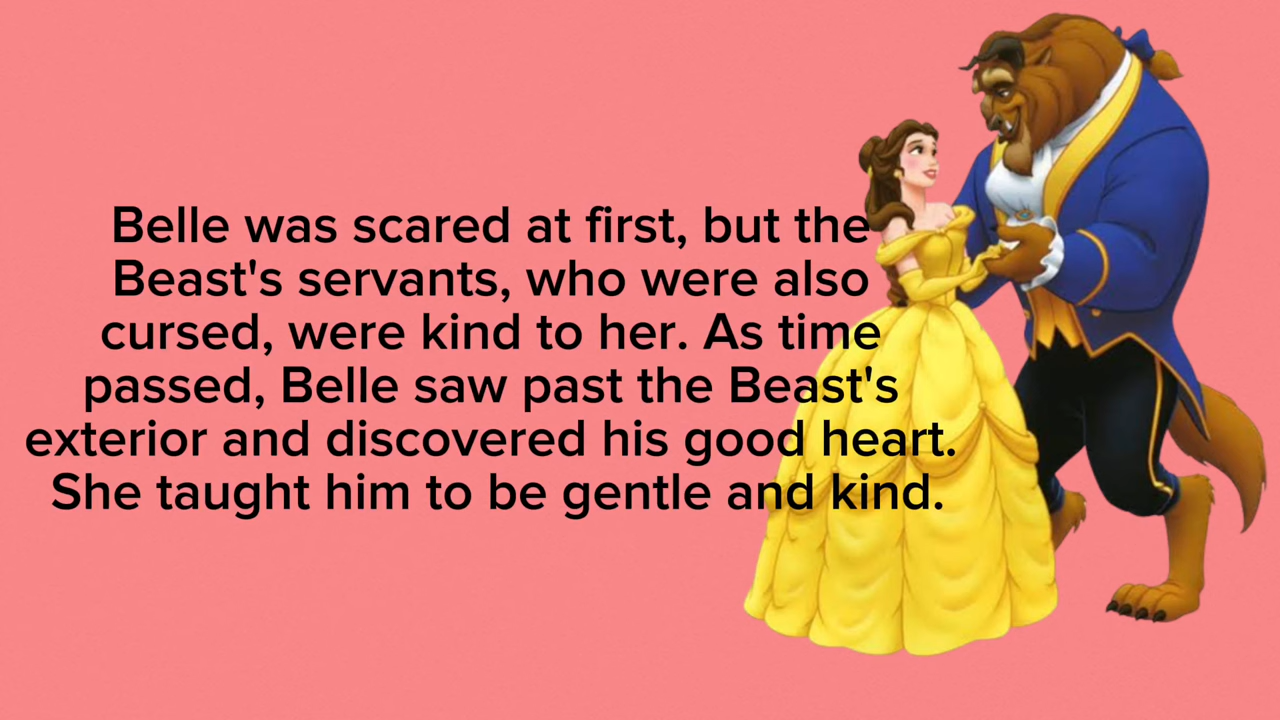 Belle was scared at first, but the
Beast's servants, who were also
cursed, were kind to her. As time
passed, Belle saw past the Beast's
exterior and discovered his good heart.
She taught him to be gentle and kind.